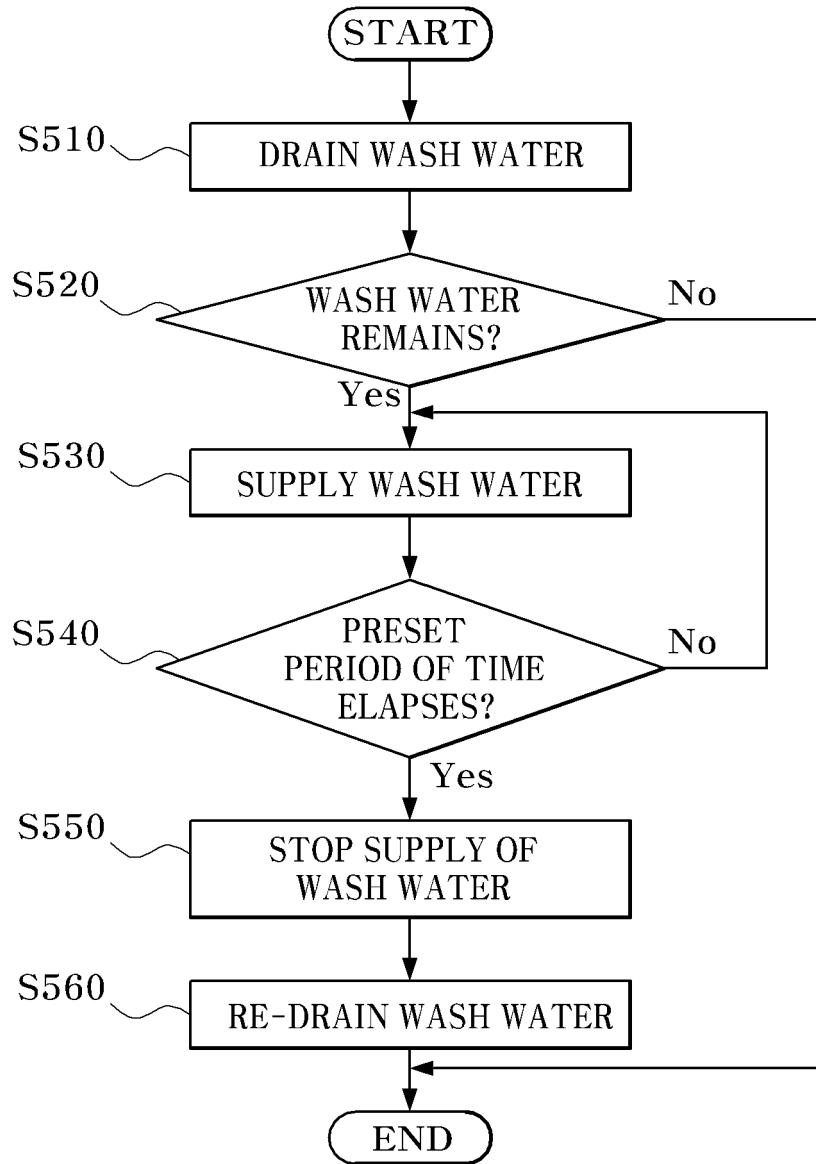 START
S510
DRAIN WASH WATER
S520
WASH WATER
REMAINS?
No
Yes
S530
SUPPLY WASH WATER
S540
PRESET
PERIOD OF TIME
ELAPSES?
No
Yes
S550
STOP SUPPLY OF
WASH WATER
S560
RE-DRAIN WASH WATER
END